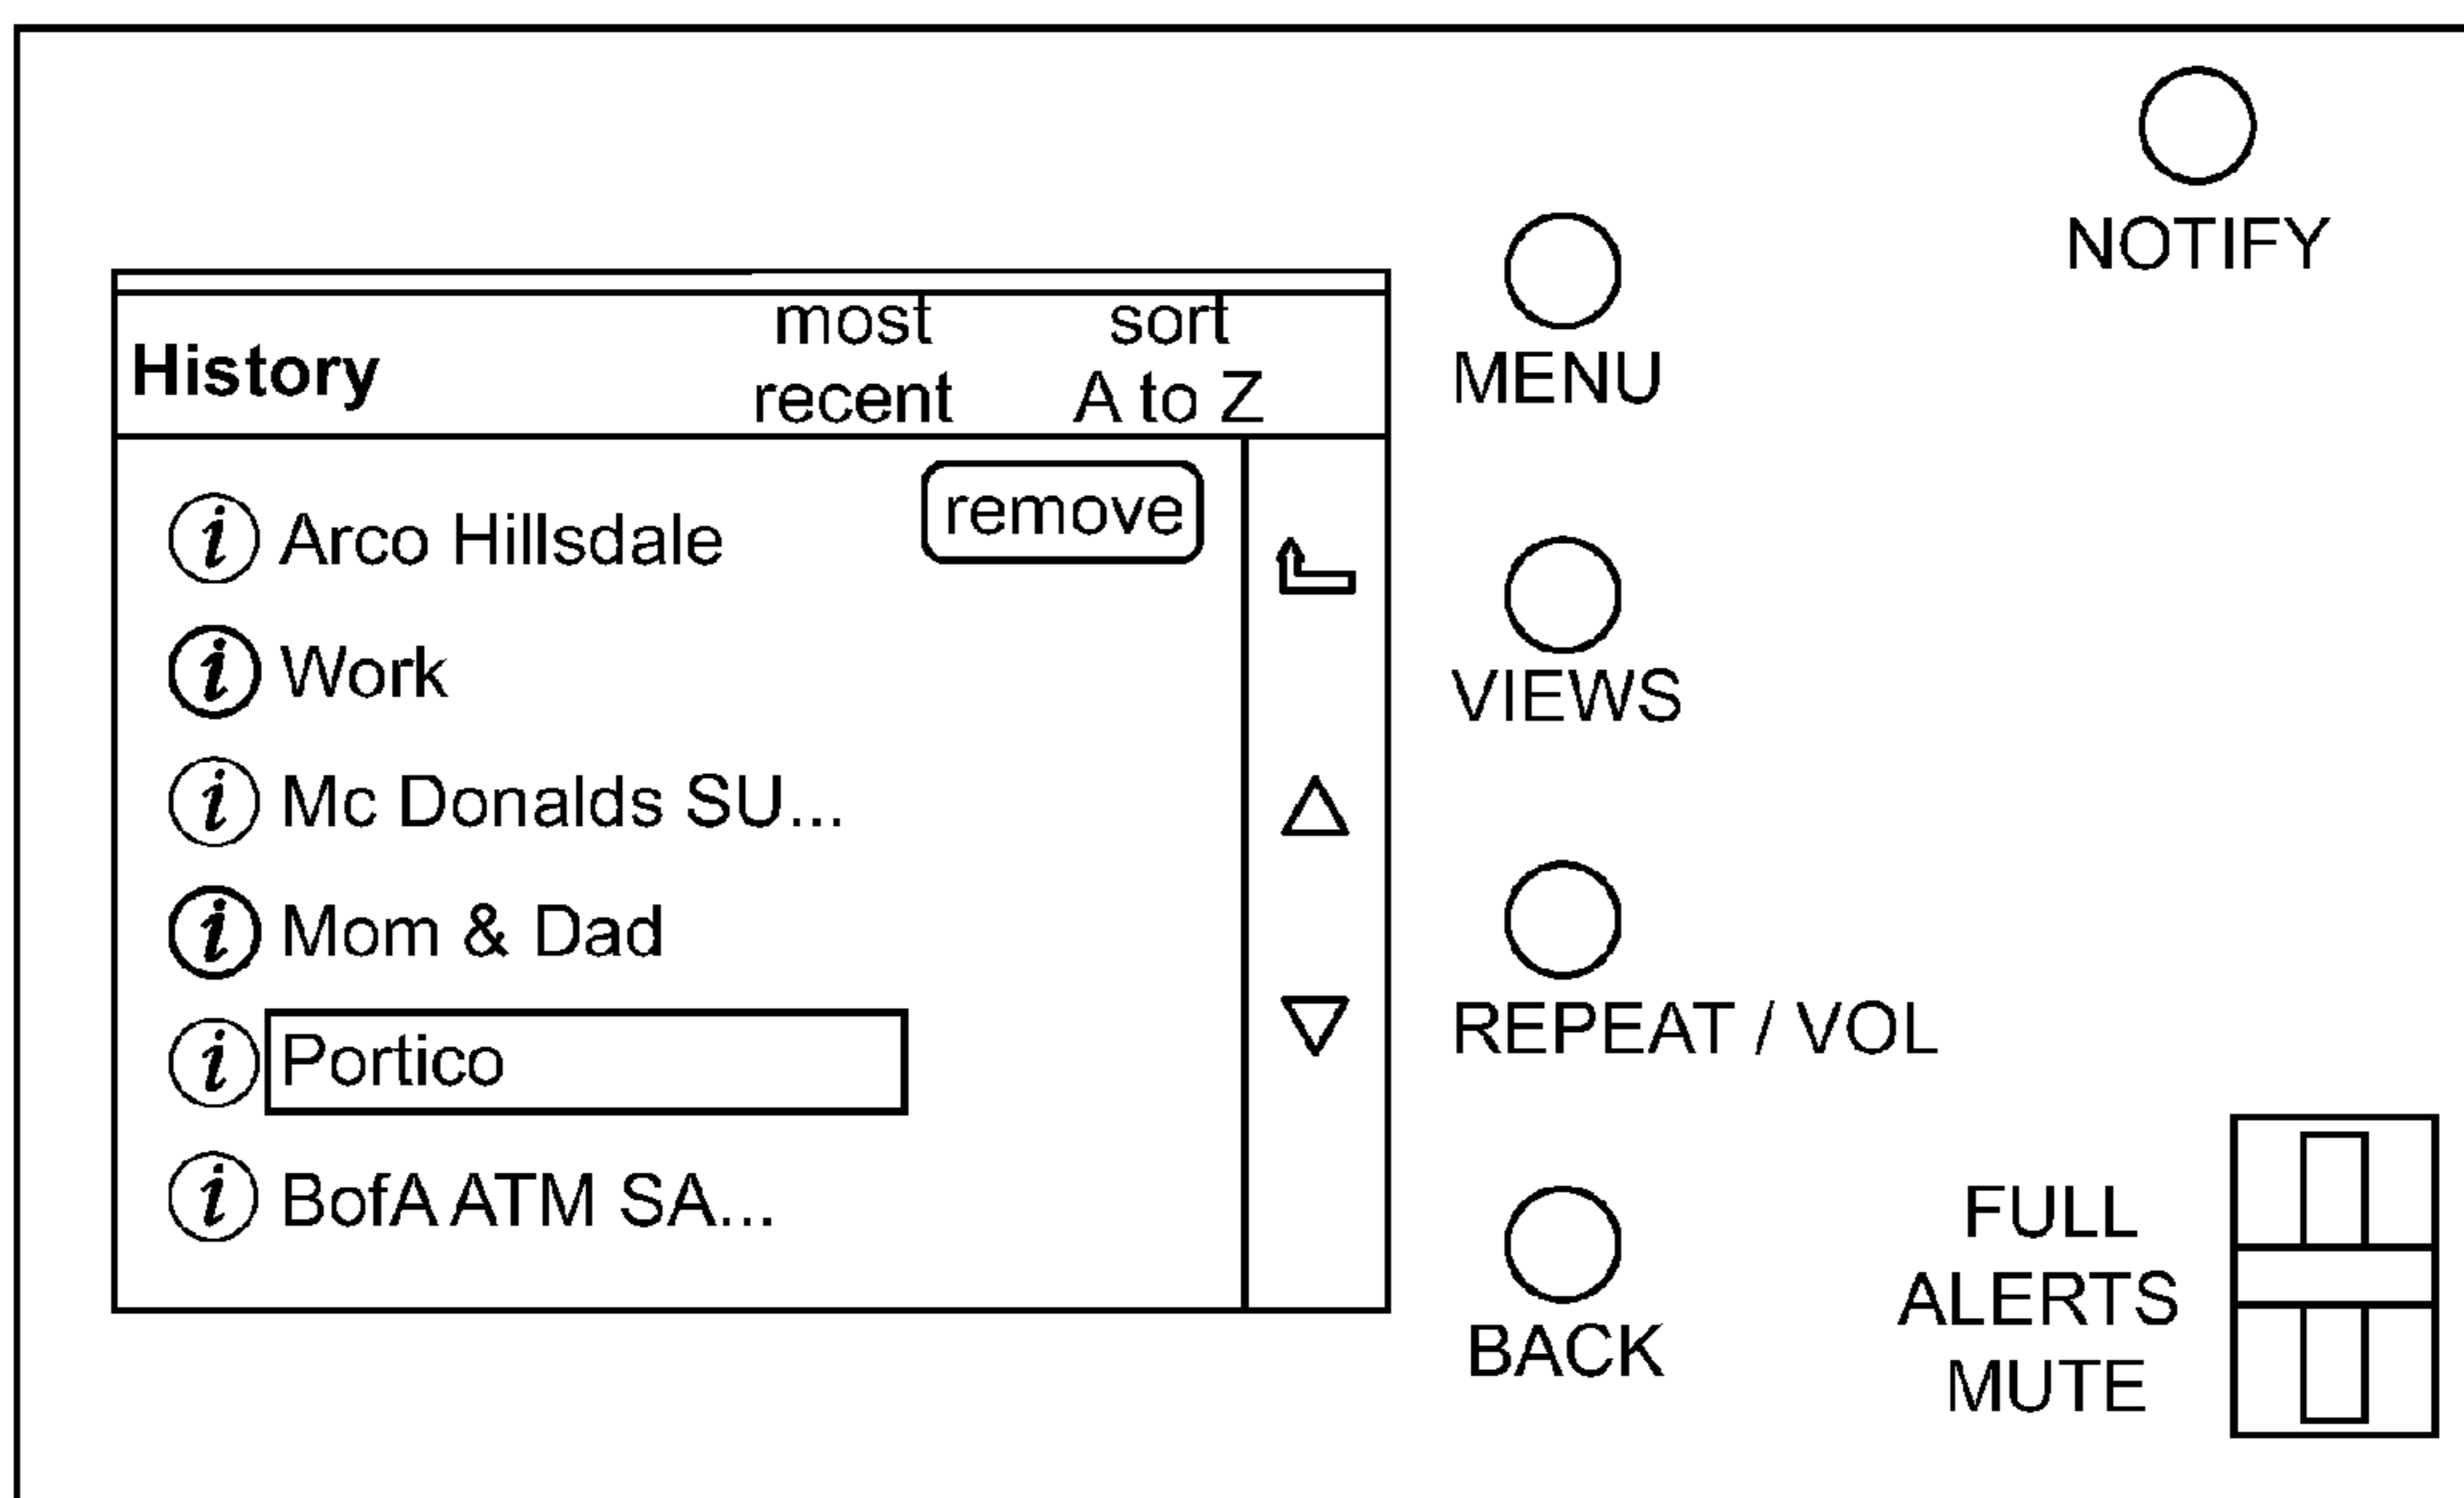 NOTIFY
MENU
History
most
recent
sort
A to Z
remove
Arco Hillsdale
Work
Mc Donalds SU...
Mom & Dad
Portico
BofA ATM SA...
VIEWS
REPEAT / VOL
BACK
FULL
ALERTS
MUTE